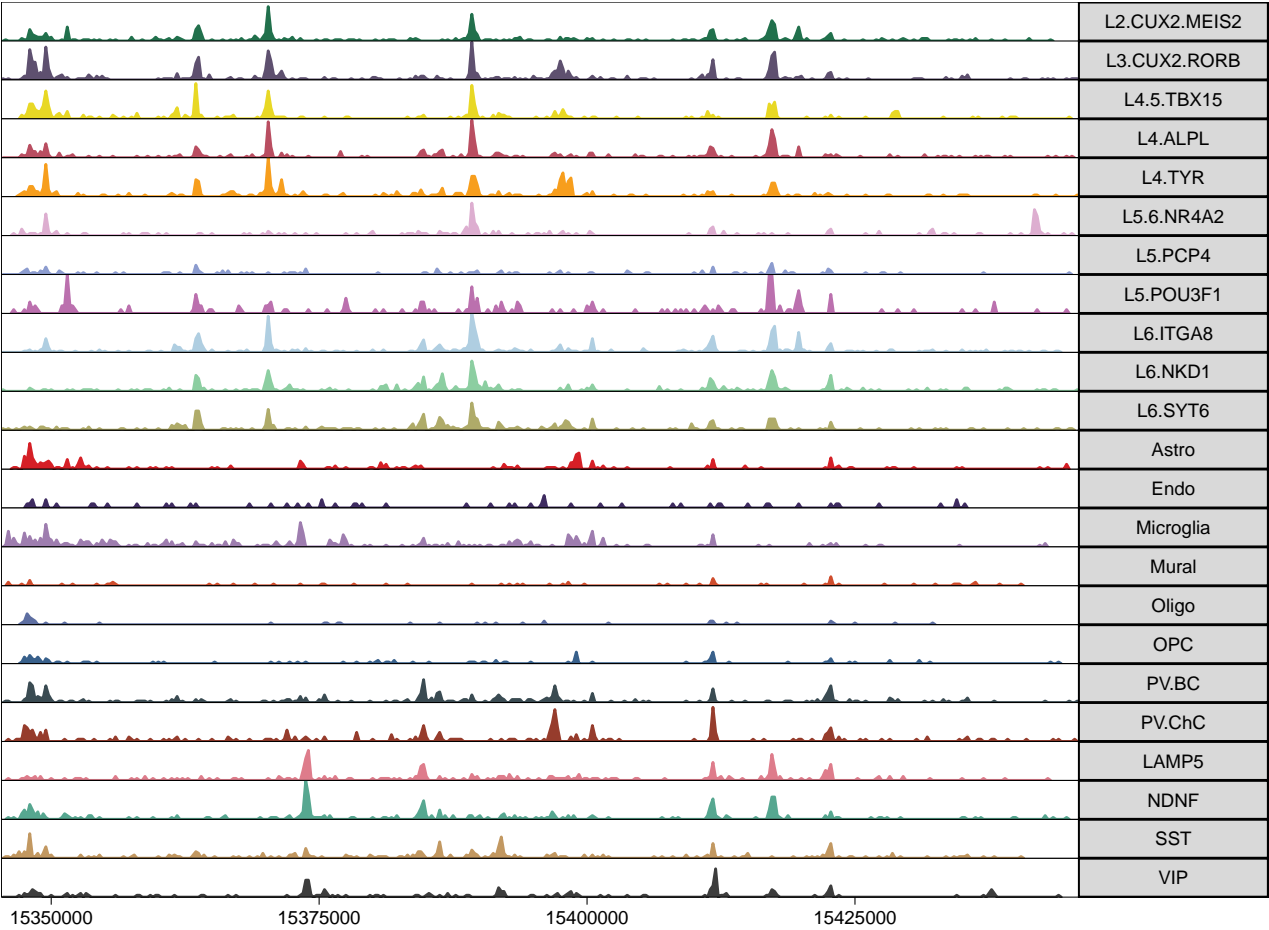 L2.CUX2.MEIS2
L3.CUX2.RORB
L4.5.TBX15
L4.ALPL
L4.TYR
L5.6.NR4A2
L5.PCP4
L5.POU3F1
L6.ITGA8
L6.NKD1
L6.SYT6
Astro
Endo
Microglia
Mural
Oligo
OPC
PV.BC
PV.ChC
LAMP5
NDNF
SST
VIP
15350000 15375000 15400000 15425000